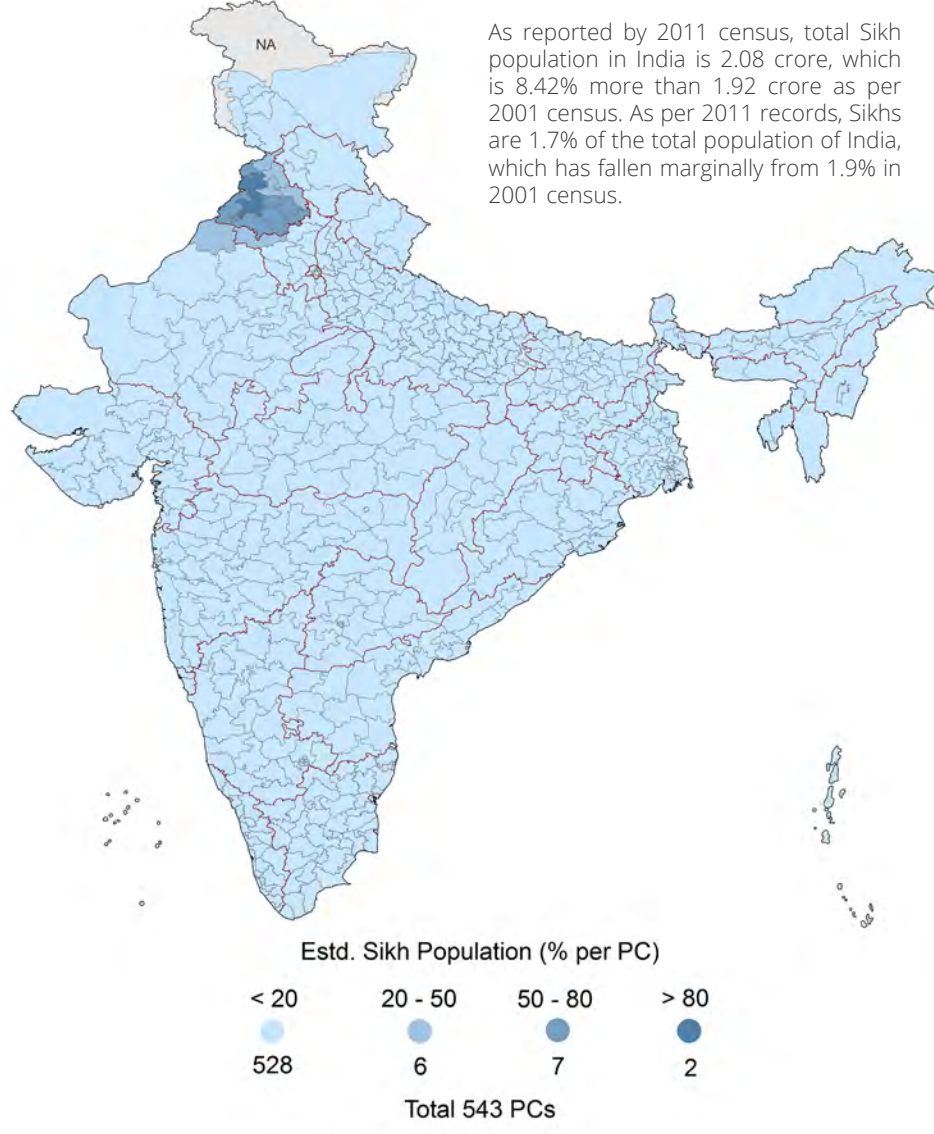 As reported by 2011 census, total Sikh
population in India is 2.08 crore, which
is 8.42% more than 1.92 crore as per
2001 census. As per 2011 records, Sikhs
are 1.7% of the total population of India,
which has fallen marginally from 1.9% in
2001 census.
NA
Estd. Sikh Population (% per PC)
< 20 20 - 50 50 - 80 > 80
528 6 7 2
Total 543 PCs